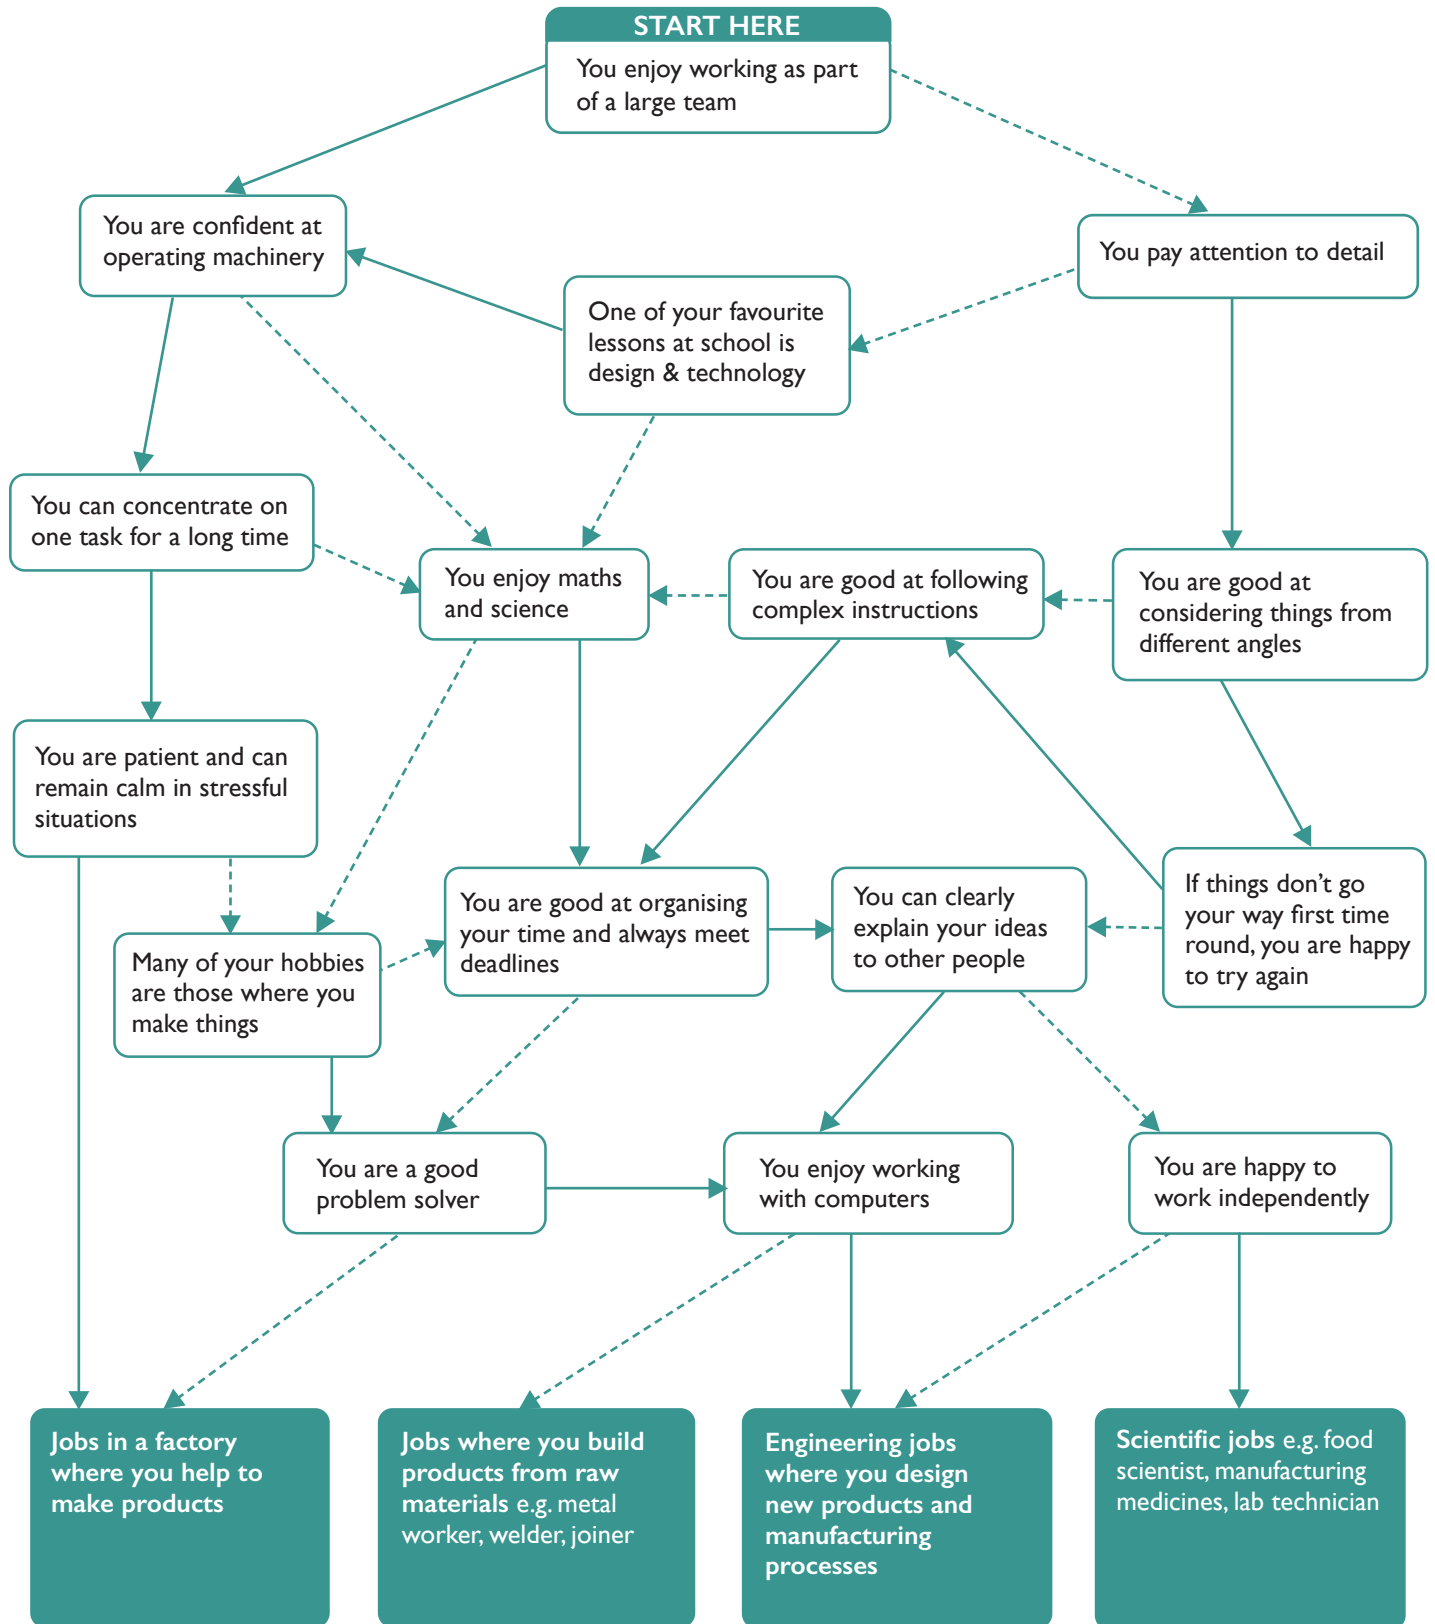 START HERE
You enjoy working as part
of a large team
You are confident at
operating machinery
You pay attention to detail
One of your favourite
lessons at school is
design & technology
You can concentrate on
one task for a long time
You enjoy maths
and science
You are good at following
complex instructions
You are good at
considering things from
different angles
You are patient and can
remain calm in stressful
situations
Many of your hobbies
are those where you
make things
You are good at organising
your time and always meet
deadlines
You can clearly
explain your ideas
to other people
If things don’t go
your way first time
round, you are happy
to try again
You are a good
problem solver
You enjoy working
with computers
You are happy to
work independently
Jobs in a factory
where you help to
make products
Jobs where you build
products from raw
materials e.g. metal
worker, welder, joiner
Engineering jobs
where you design
new products and
manufacturing
processes
Scientific jobs e.g. food
scientist, manufacturing
medicines, lab technician